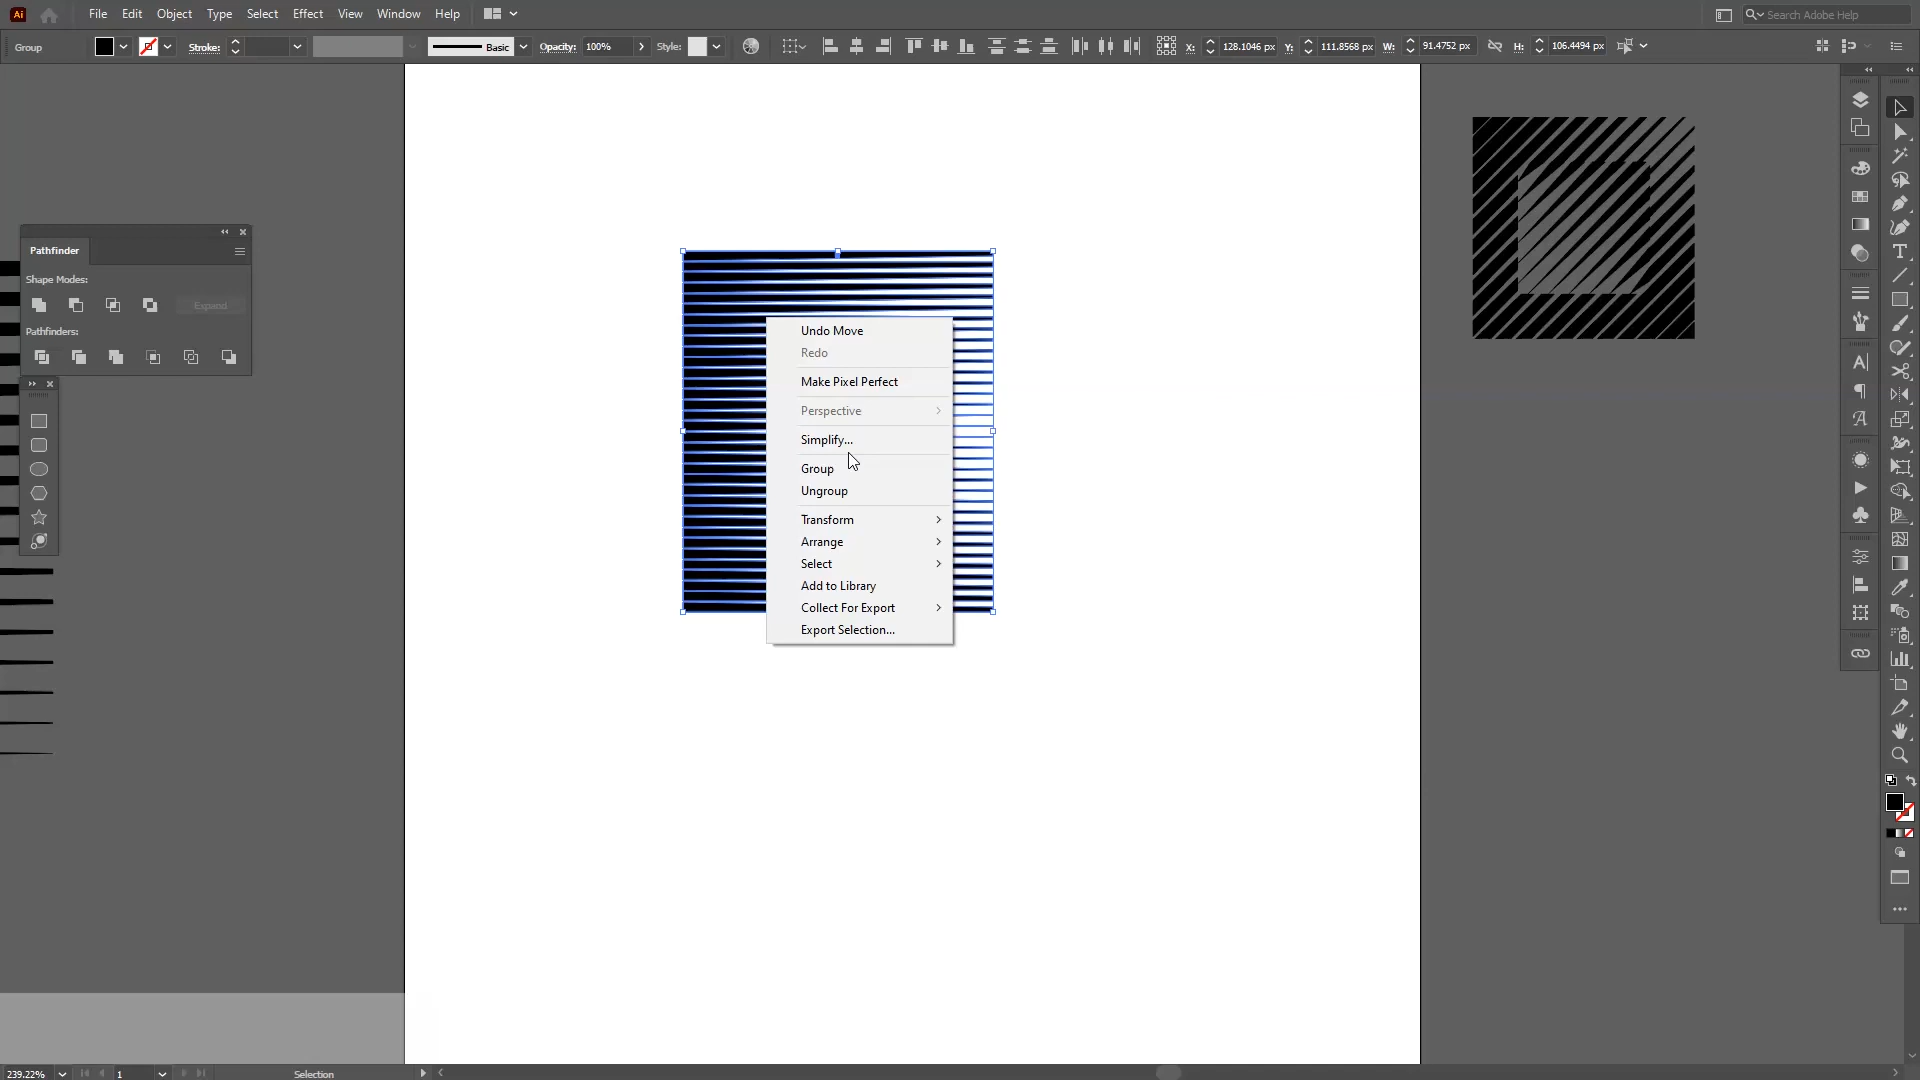 Ai File Edit Object Type Select Effect View Window Help Search Adobe Help
Group Stroke: Basic Opacity: 100% Style: X: 128.1046 px Y: 111.8568 px W: 91.4752 px H: 106.4494 px
Pathfinder
Shape Modes:
Expand
Pathfinders:
Undo Move
Redo
Make Pixel Perfect
Perspective
Simplify...
Group
Ungroup
Transform
Arrange
Select
Add to Library
Collect For Export
Export Selection...
239.22% 1 Selection